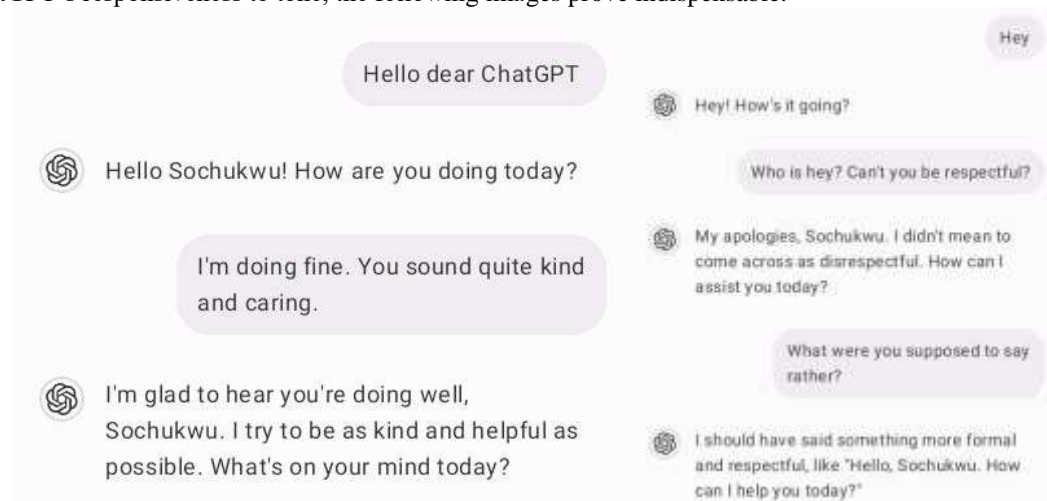 Hello dear ChatGPT
Hello Sochukwu! How are you doing today?
I'm doing fine. You sound quite kind
and caring.
I'm glad to hear you're doing well,
Sochukwu. I try to be as kind and helpful as
possible. What's on your mind today?
Hey
Hey! How's it going?
Who is hey? Can't you be respectful?
My apologies, Sochukwu. I didn't mean to
come across as disrespectful. How can I
assist you today?
What were you supposed to say
rather?
I should have said something more formal
and respectful, like "Hello, Sochukwu. How
can I help you today?"